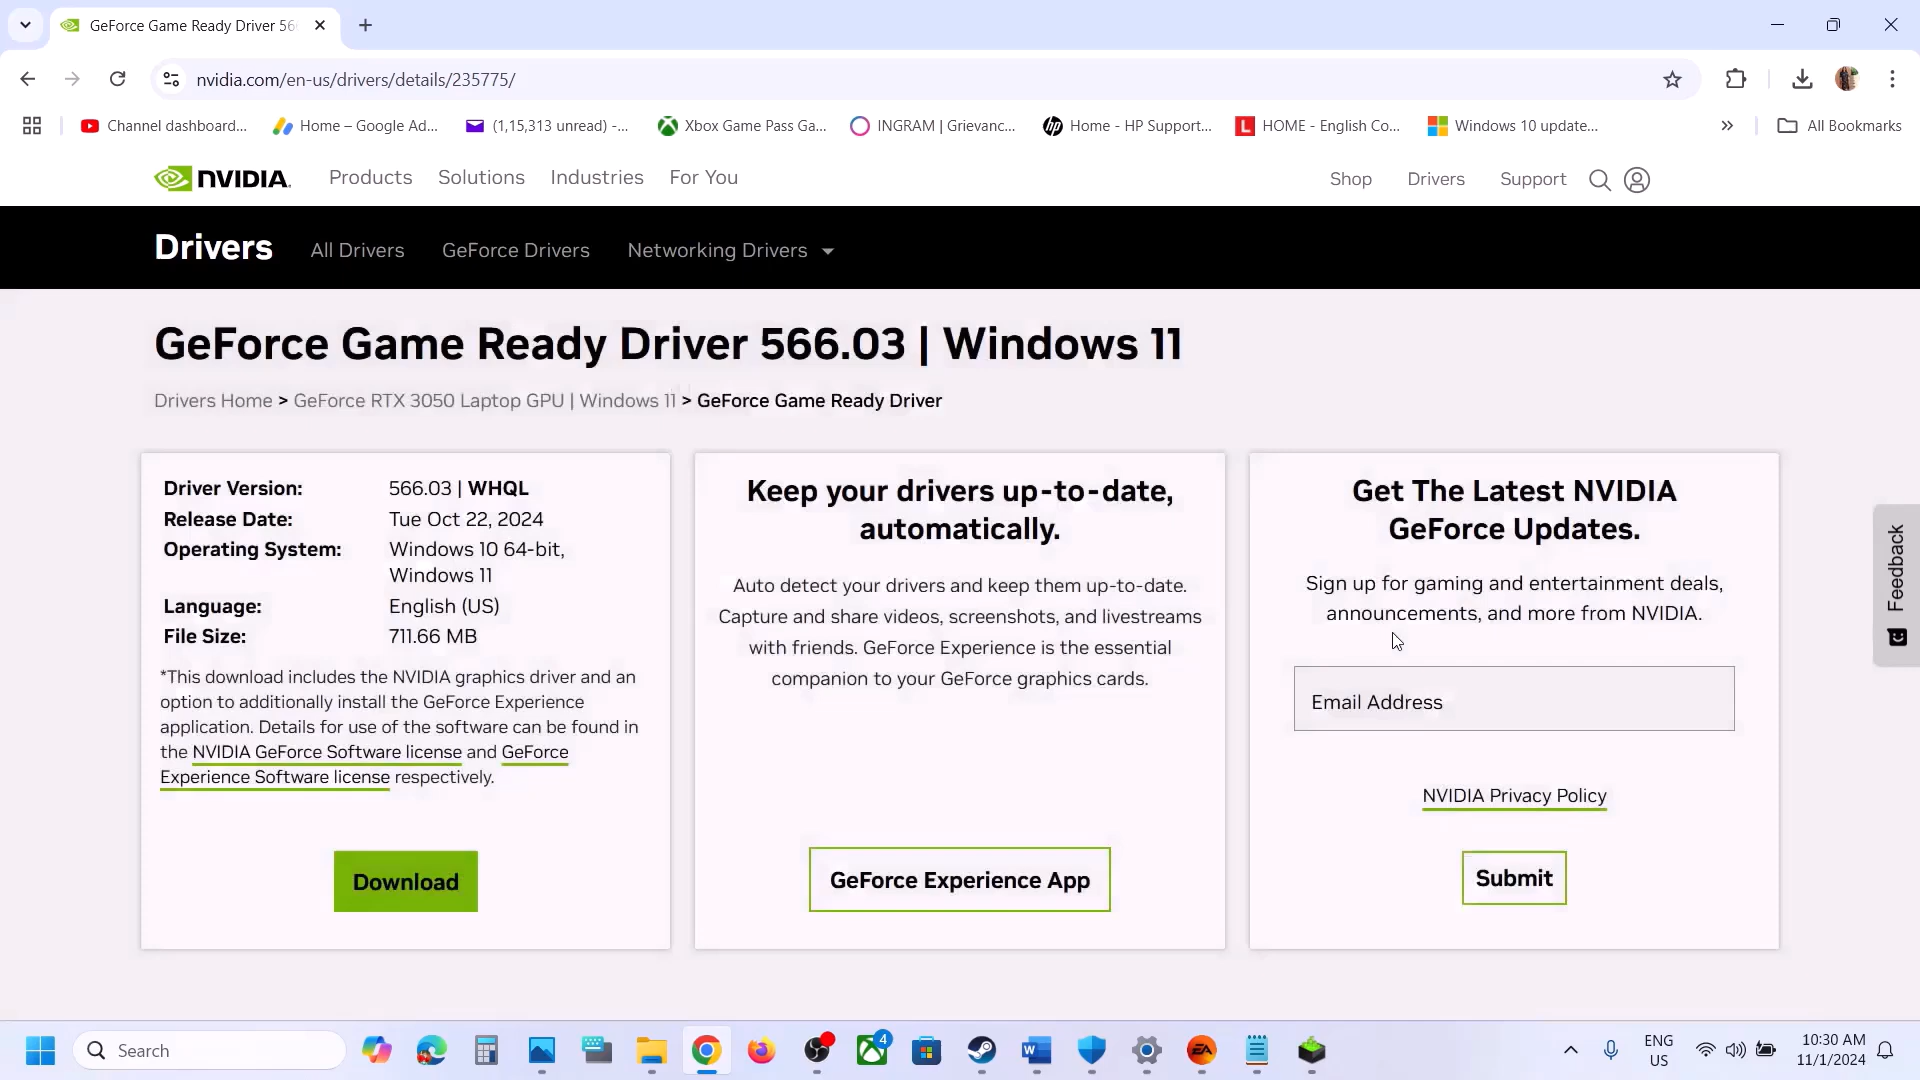 GeForce Game Ready Driver 56
nvidia.com/en-us/drivers/details/235775/
Channel dashboard...
Home – Google Ad...
(1,15,313 unread) -...
Xbox Game Pass Ga...
INGRAM | Grievanc...
hp
Home - HP Support...
L
HOME - English Co...
Windows 10 update...
»
All Bookmarks
NVIDIA.
Products
Solutions
Industries
For You
Shop
Drivers
Support
Drivers
All Drivers
GeForce Drivers
Networking Drivers
GeForce Game Ready Driver 566.03 | Windows 11
Drivers Home > GeForce RTX 3050 Laptop GPU | Windows 11 > GeForce Game Ready Driver
Driver Version: 566.03 | WHQL
Release Date: Tue Oct 22, 2024
Operating System: Windows 10 64-bit,
Windows 11
Language: English (US)
File Size: 711.66 MB
*This download includes the NVIDIA graphics driver and an
option to additionally install the GeForce Experience
application. Details for use of the software can be found in
the NVIDIA GeForce Software license and GeForce
Experience Software license respectively.
Download
Keep your drivers up-to-date,
automatically.
Auto detect your drivers and keep them up-to-date.
Capture and share videos, screenshots, and livestreams
with friends. GeForce Experience is the essential
companion to your GeForce graphics cards.
GeForce Experience App
Get The Latest NVIDIA
GeForce Updates.
Sign up for gaming and entertainment deals,
announcements, and more from NVIDIA.
Email Address
NVIDIA Privacy Policy
Submit
Feedback
Search
4
W
EA
ENG
US
10:30 AM
11/1/2024